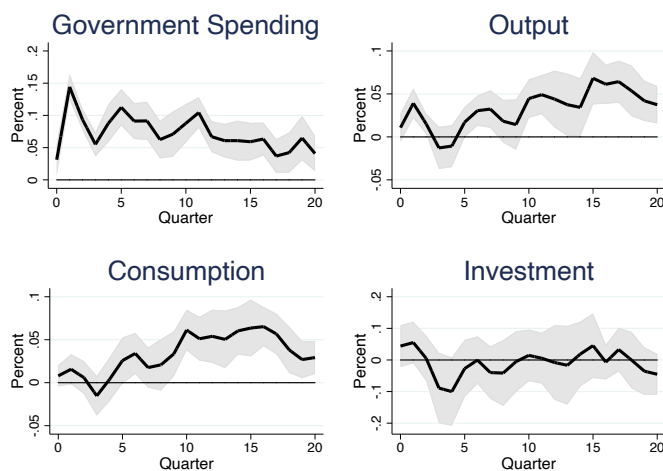 Government Spending
.2
.15
.1
.05
0
Percent
0 5 10 15 20
Quarter
Output
.1
.05
0
-.05
Percent
0 5 10 15 20
Quarter
Consumption
.1
.05
0
-.05
Percent
0 5 10 15 20
Quarter
Investment
.2
.1
0
-.1
-.2
Percent
0 5 10 15 20
Quarter